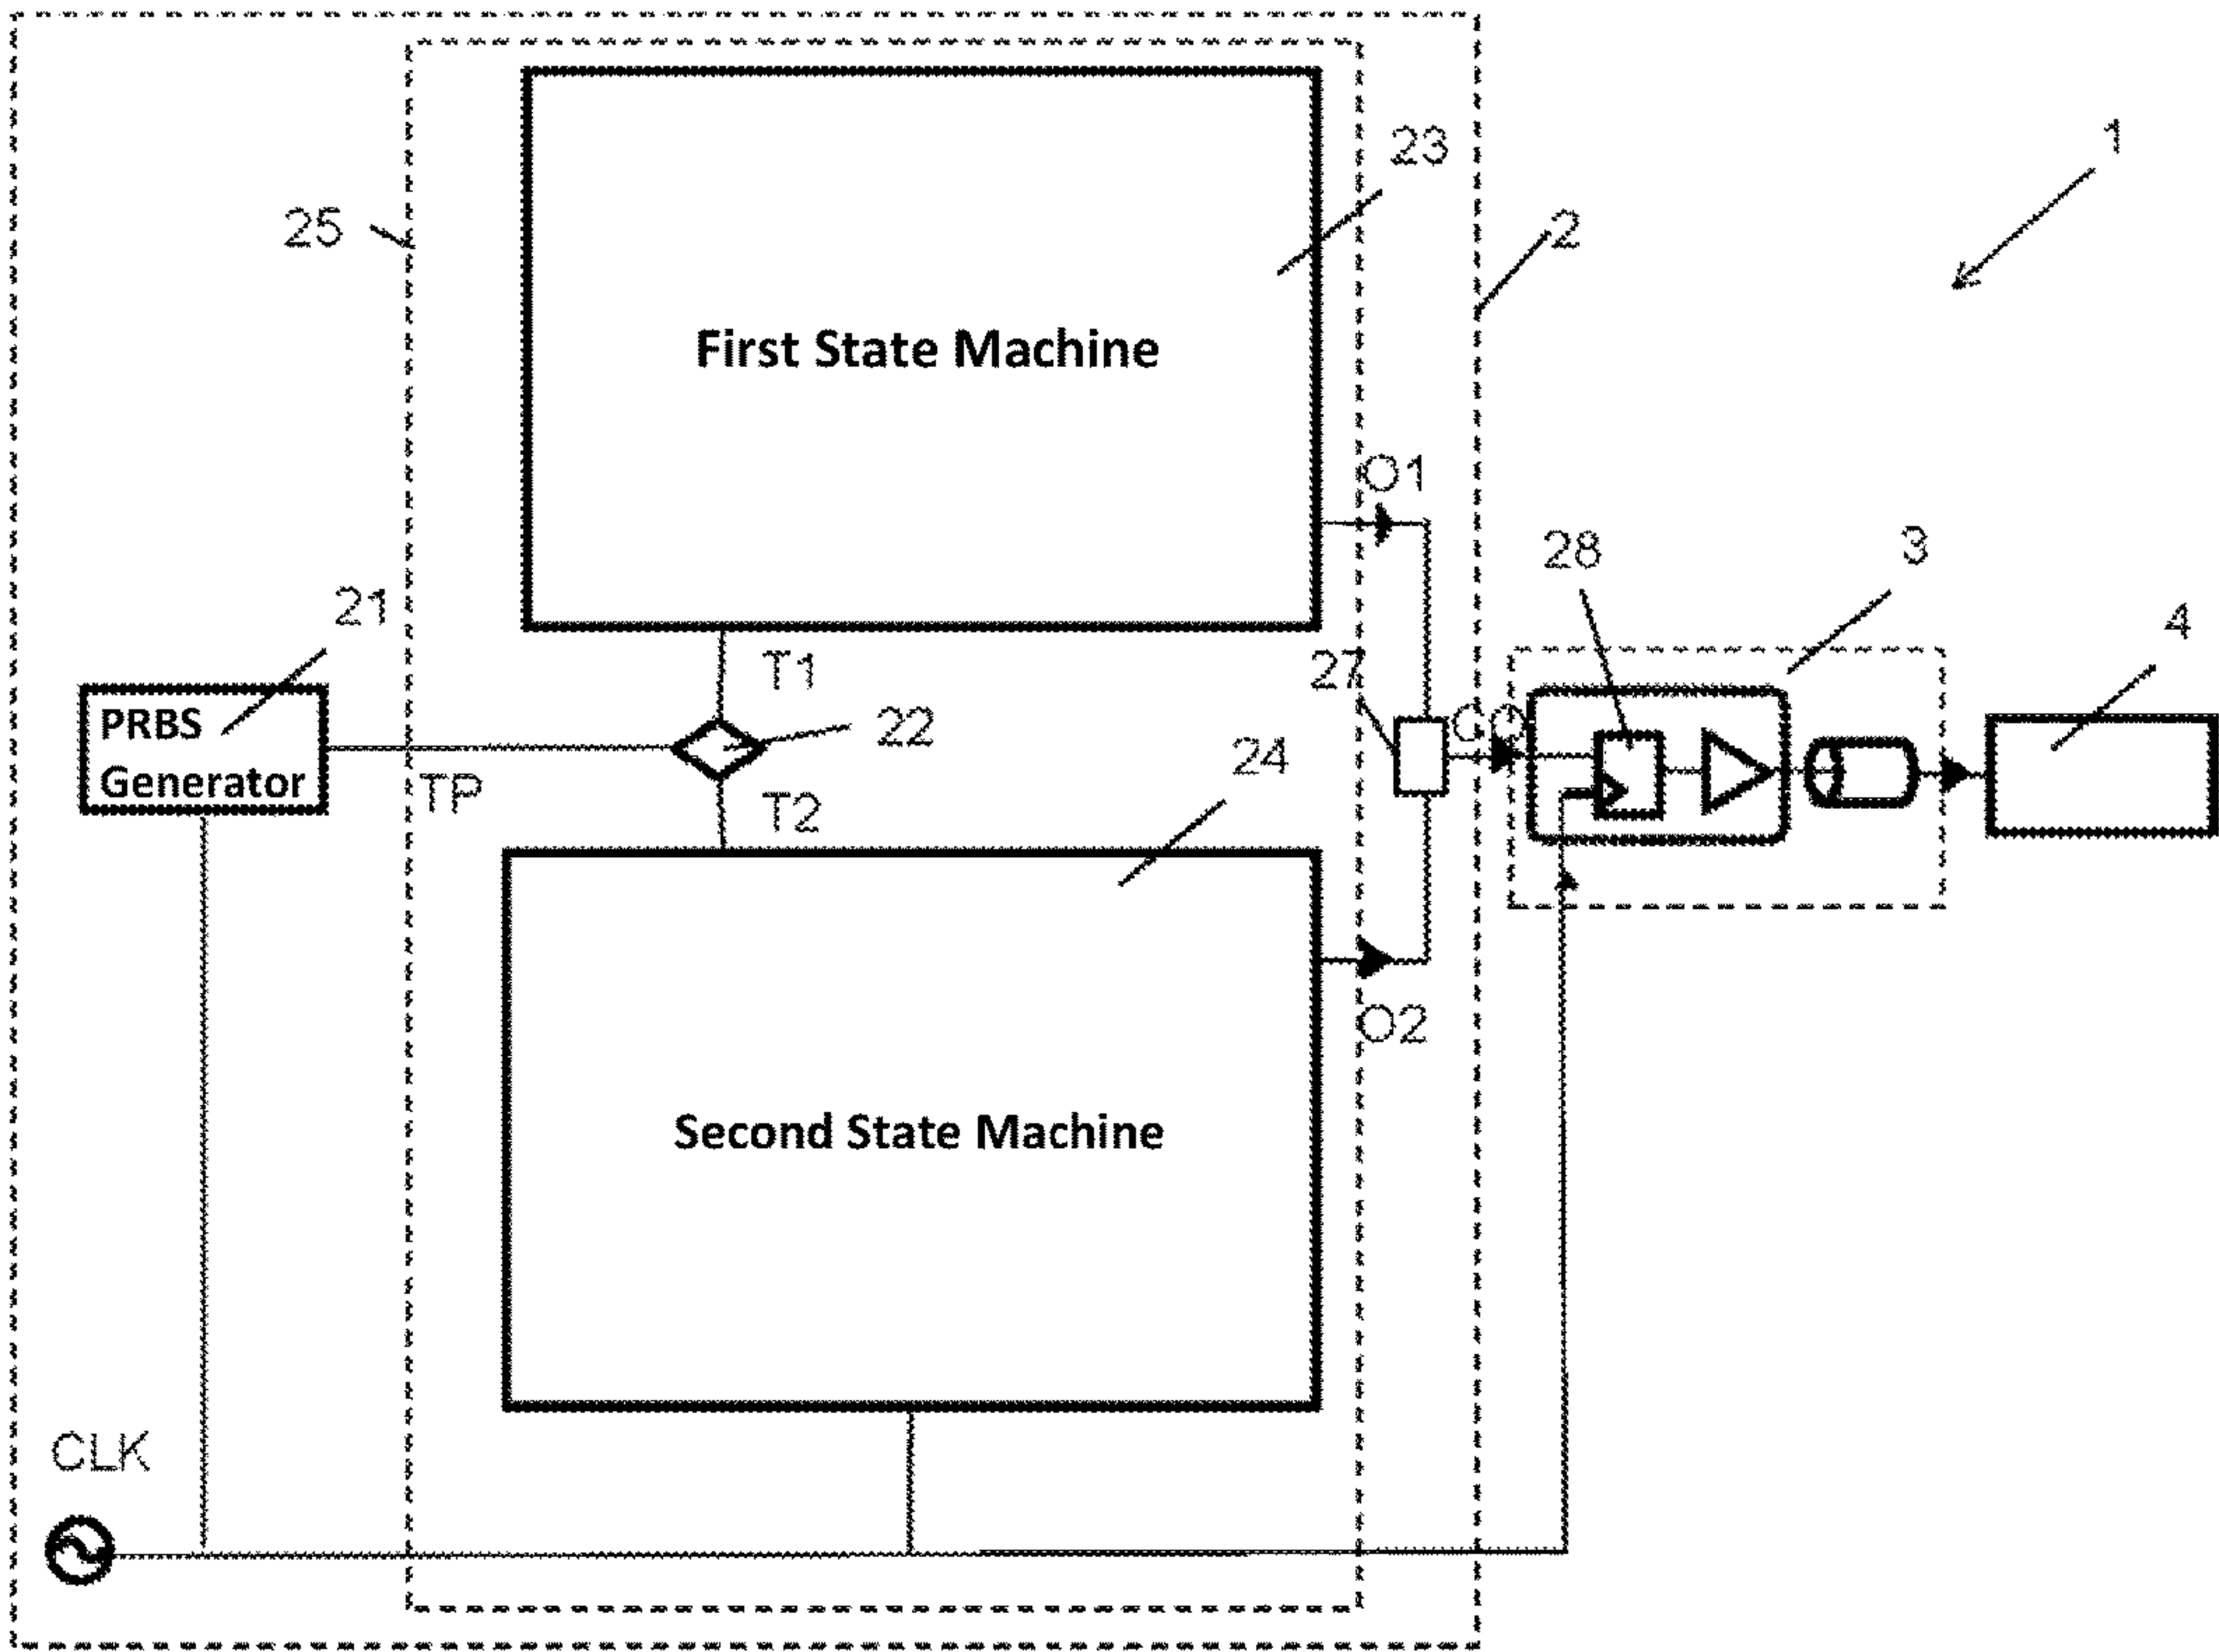 23
1
25
2
First State Machine
O1
28
3
21
4
T1
27
PRBS
Generator
22
CO
24
TP
T2
O2
Second State Machine
CLK